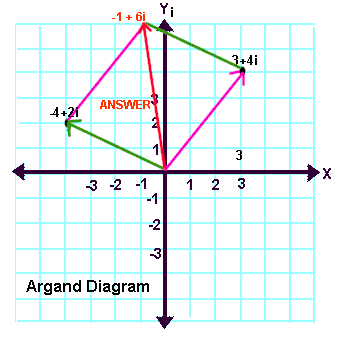 -1 + 6i
Yi
3+4i
ANSWER
-4+2i
3
2
1
3
X
-3 -2 -1 1 2 3
-1
-2
-3
Argand Diagram